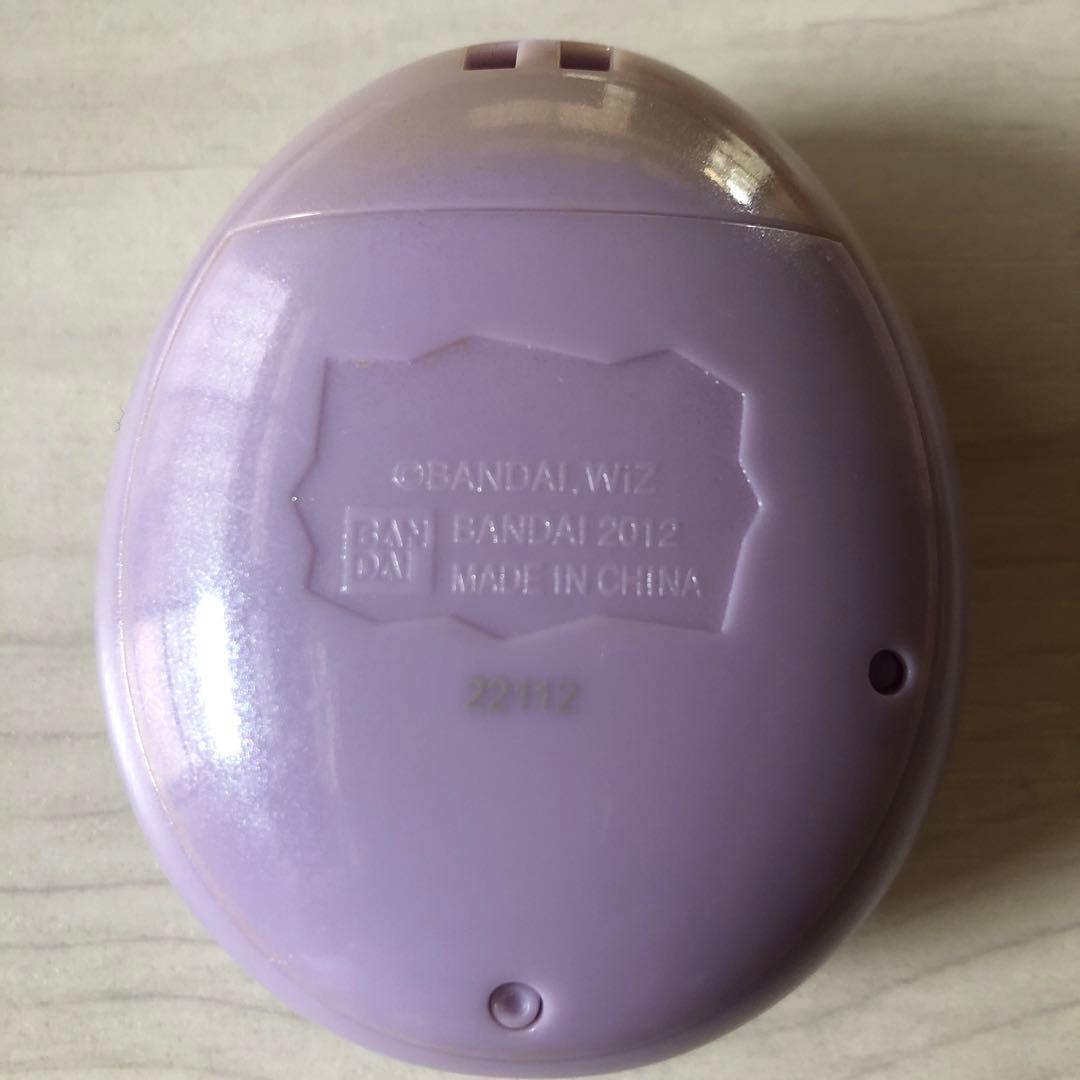 ©BANDAI, WiZ
BAN
DAI
BANDAI 2012
MADE IN CHINA
22112